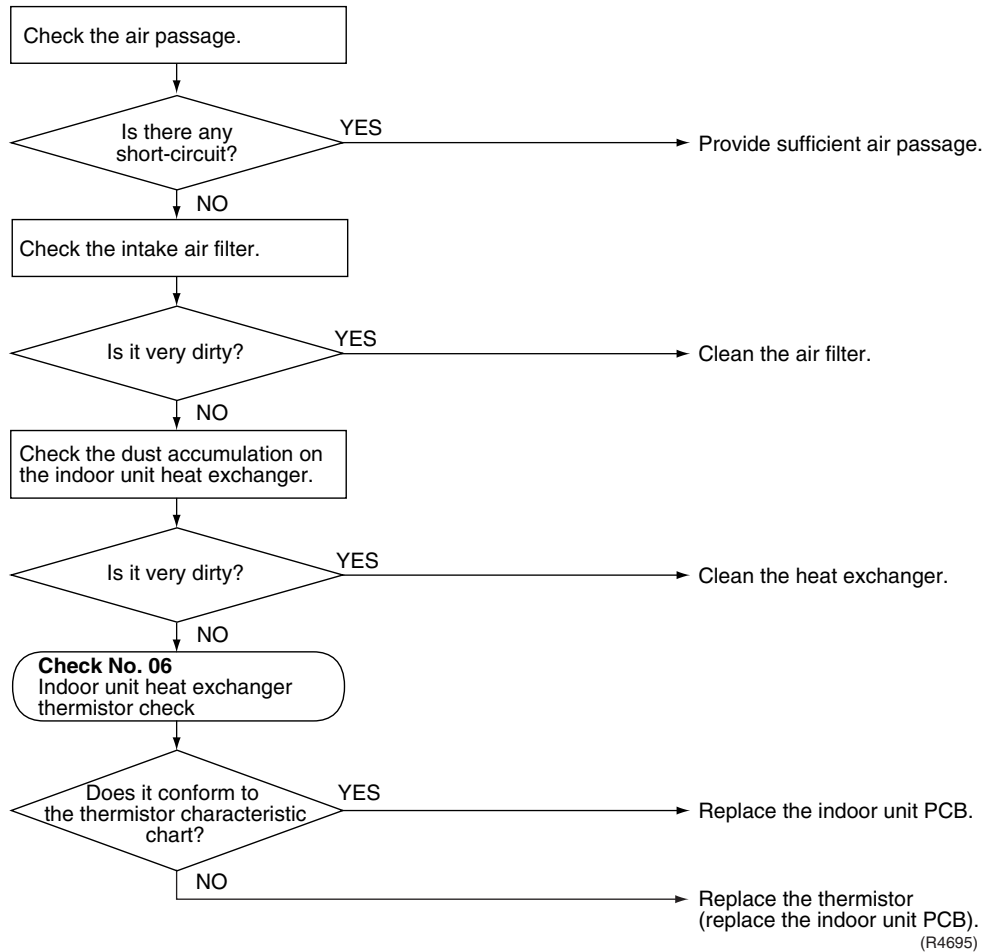 Check the air passage.
Is there any
short-circuit?
YES
Provide sufficient air passage.
NO
Check the intake air filter.
Is it very dirty?
YES
Clean the air filter.
NO
Check the dust accumulation on
the indoor unit heat exchanger.
Is it very dirty?
YES
Clean the heat exchanger.
NO
Check No. 06
Indoor unit heat exchanger
thermistor check
Does it conform to
the thermistor characteristic
chart?
YES
Replace the indoor unit PCB.
NO
Replace the thermistor
(replace the indoor unit PCB).
(R4695)